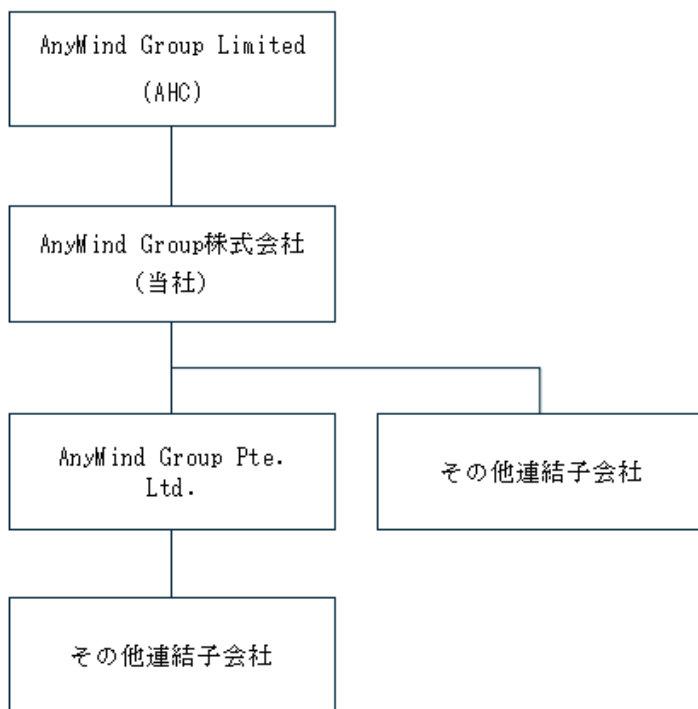 AnyMind Group Limited
(AHC)
AnyMind Group株式会社
(当社)
AnyMind Group Pte.
Ltd.
その他連結子会社
その他連結子会社